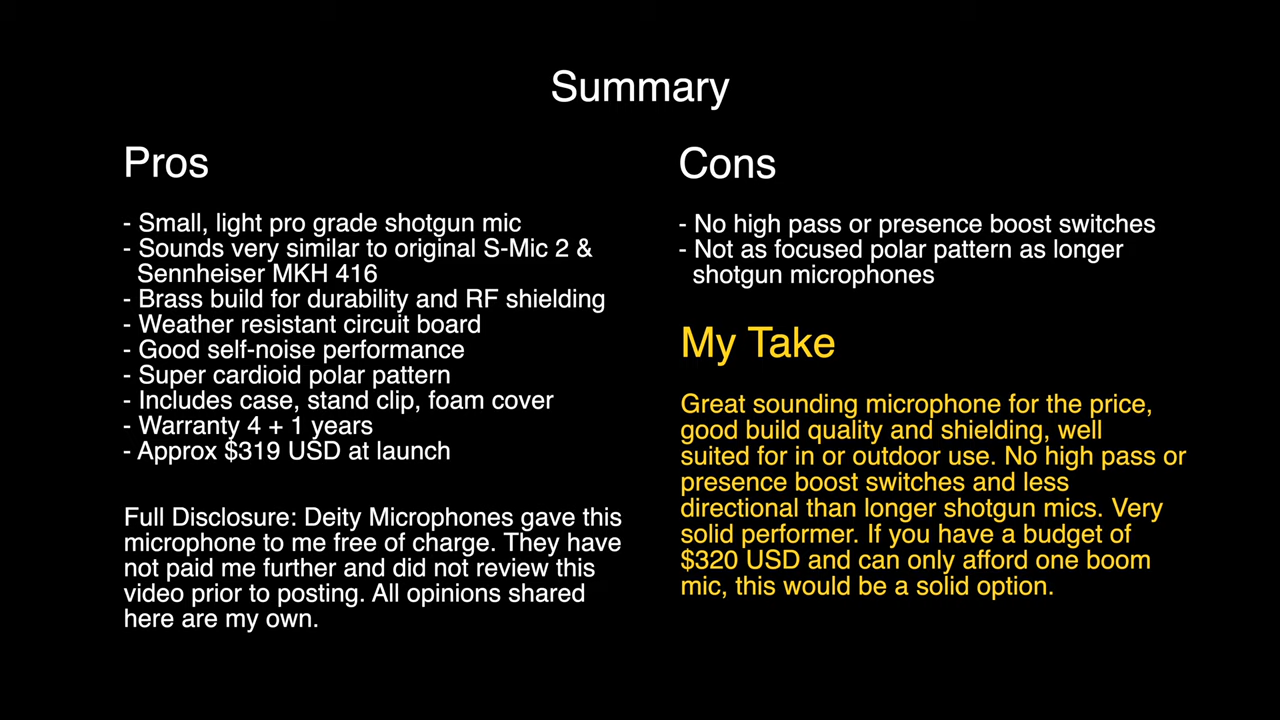 Summary
Pros
- Small, light pro grade shotgun mic
- Sounds very similar to original S-Mic 2 &
Sennheiser MKH 416
- Brass build for durability and RF shielding
- Weather resistant circuit board
- Good self-noise performance
- Super cardioid polar pattern
- Includes case, stand clip, foam cover
- Warranty 4 + 1 years
- Approx $319 USD at launch
Full Disclosure: Deity Microphones gave this
microphone to me free of charge. They have
not paid me further and did not review this
video prior to posting. All opinions shared
here are my own.
Cons
- No high pass or presence boost switches
- Not as focused polar pattern as longer
shotgun microphones
My Take
Great sounding microphone for the price,
good build quality and shielding, well
suited for in or outdoor use. No high pass or
presence boost switches and less
directional than longer shotgun mics. Very
solid performer. If you have a budget of
$320 USD and can only afford one boom
mic, this would be a solid option.